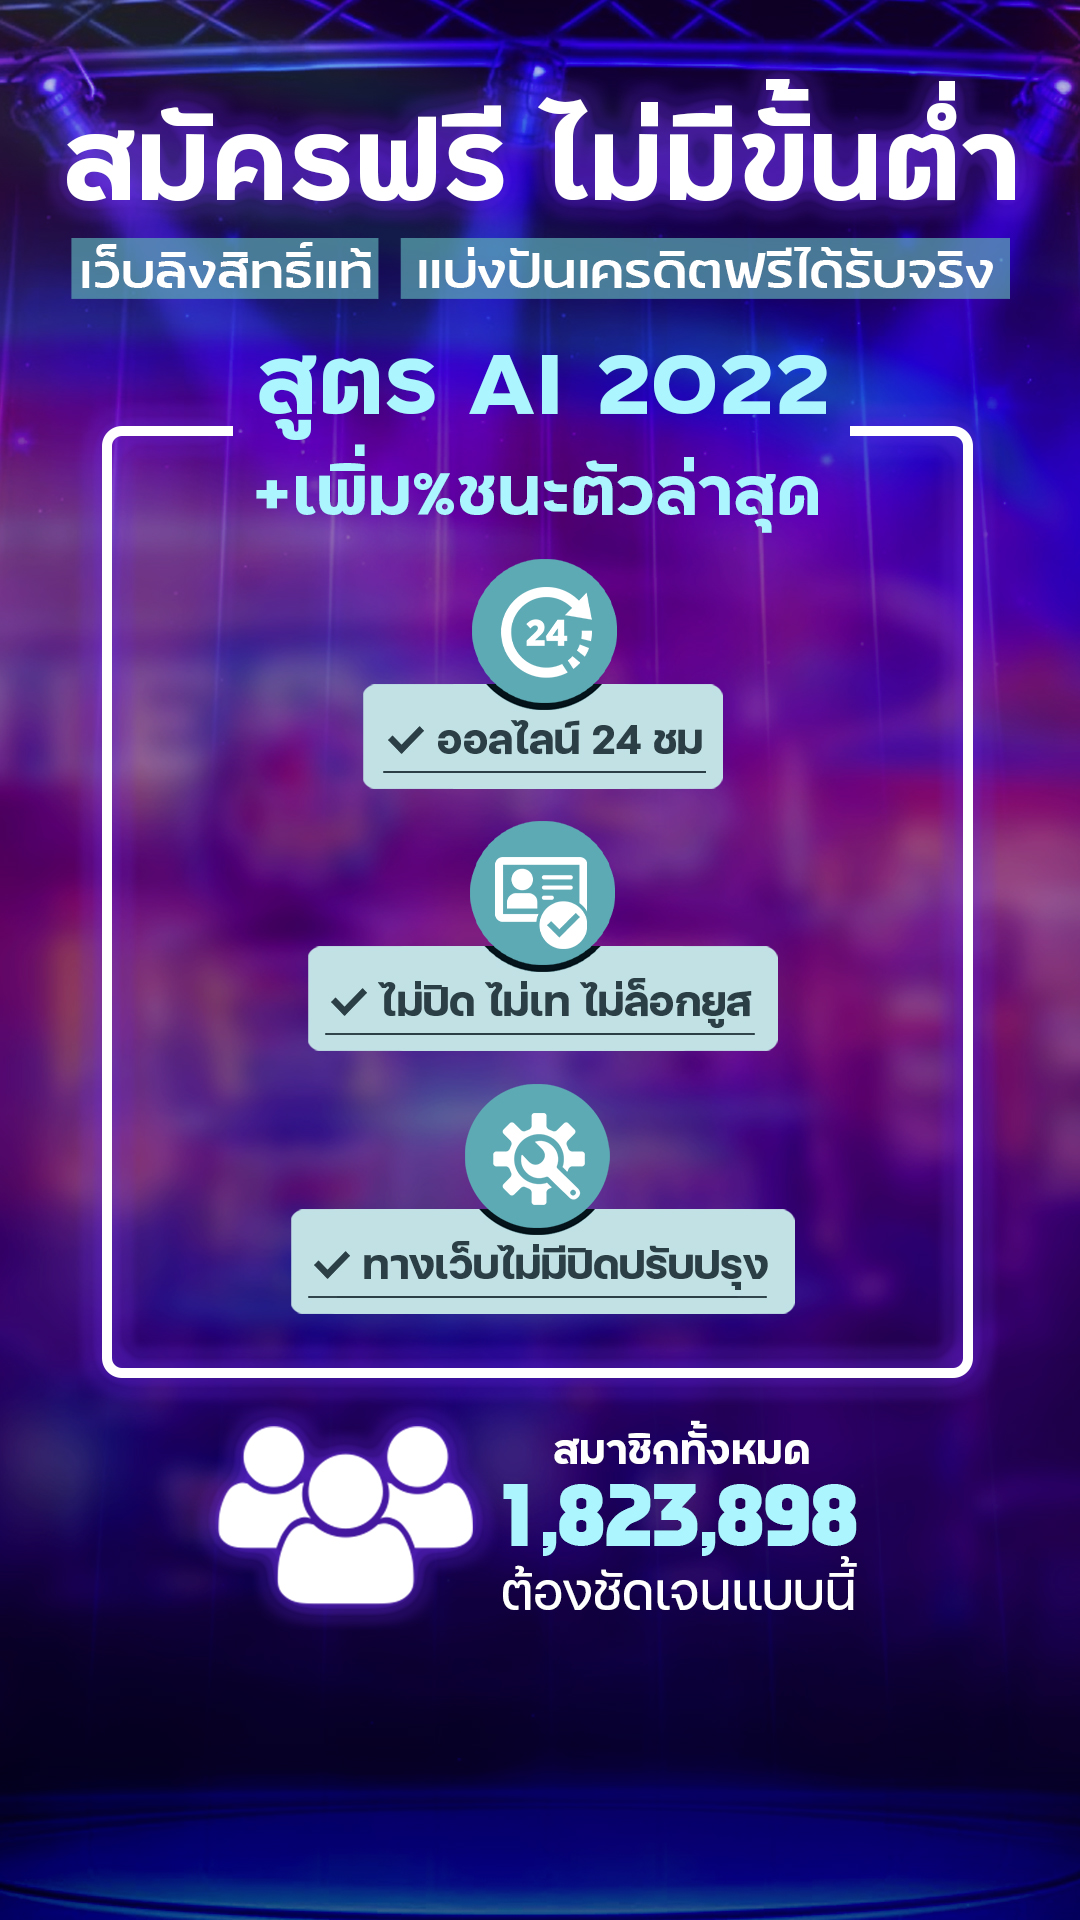 สมัครฟรี ไม่มีขั้นต่ำ
เว็บลิงสิทธิ์แท้ แบ่งปันเครดิตฟรีได้รับจริง
สูตร AI 2022
+เพิ่ม%ชนะตัวล่าสุด
24
✓ ออลไลน์ 24 ชม
✓ ไม่ปิด ไม่เท ไม่ล็อกยูส
✓ ทางเว็บไม่มีปิดปรับปรุง
สมาชิกทั้งหมด
1,823,898
ต้องชัดเจนแบบนี้